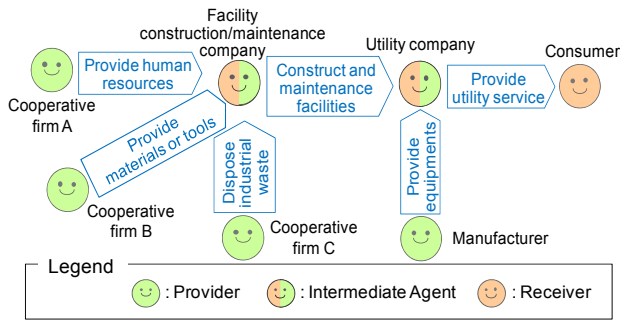 Facility
construction/maintenance
company
Utility company
Consumer
Provide human
resources
Construct and
maintenance
facilities
Provide
utility service
Cooperative
firm A
Provide
materials or tools
Dispose
industrial
waste
Provide
equipments
Cooperative
firm B
Cooperative
firm C
Manufacturer
Legend
: Provider
: Intermediate Agent
: Receiver